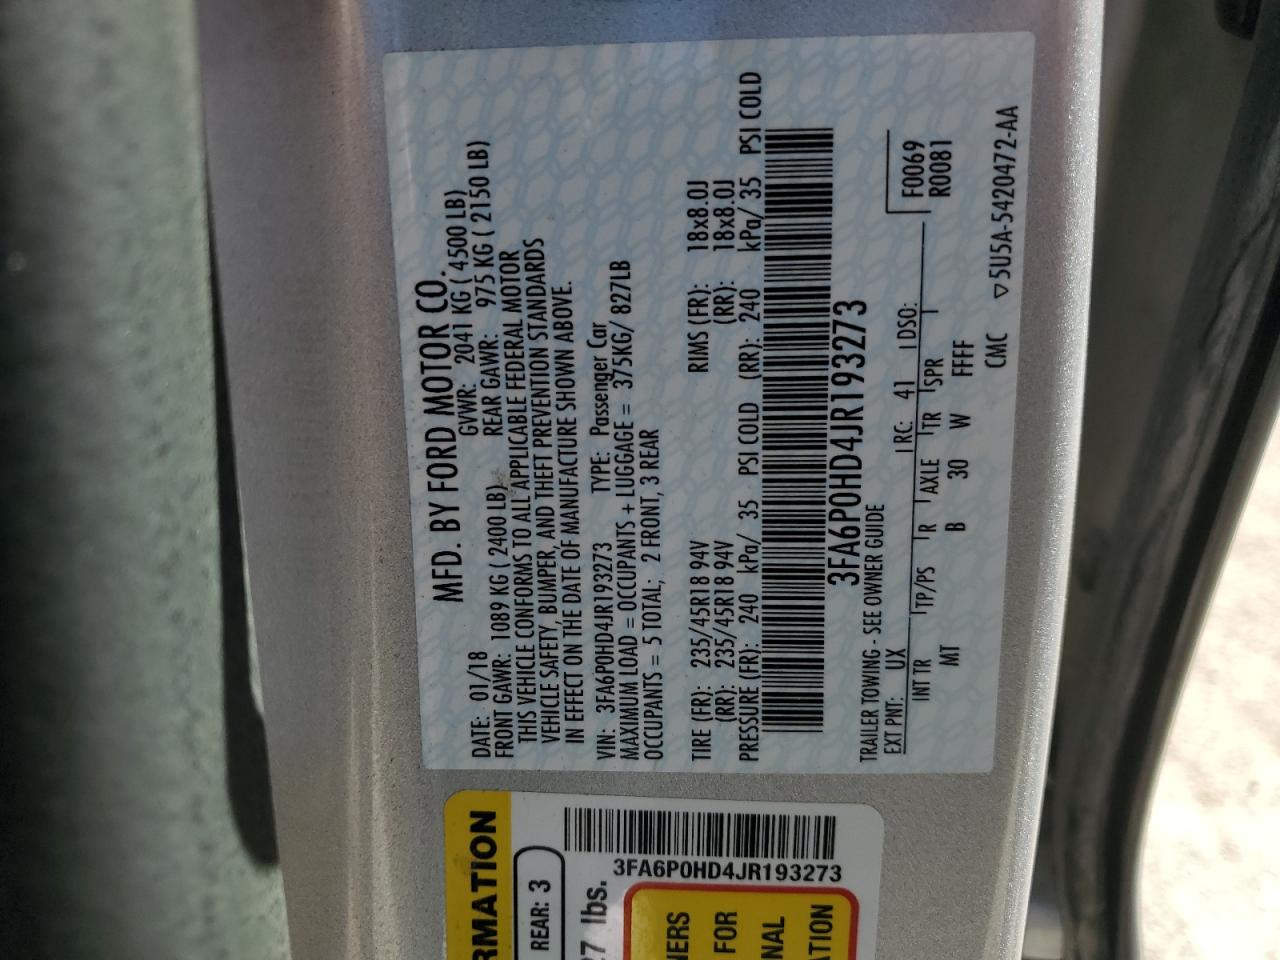 MFD. BY FORD MOTOR CO.
DATE: 01/18 GVWR: 2041 KG ( 4500 LB)
FRONT GAWR: 1089 KG ( 2400 LB) REAR GAWR: 975 KG ( 2150 LB)
THIS VEHICLE CONFORMS TO ALL APPLICABLE FEDERAL MOTOR
VEHICLE SAFETY, BUMPER, AND THEFT PREVENTION STANDARDS
IN EFFECT ON THE DATE OF MANUFACTURE SHOWN ABOVE.
VIN: 3FA6P0HD4JR193273 TYPE: Passenger Car
MAXIMUM LOAD = OCCUPANTS + LUGGAGE = 375KG/ 827LB
OCCUPANTS = 5 TOTAL; 2 FRONT, 3 REAR
TIRE (FR): 235/45R18 94V RIMS (FR): 18x8.0J
(RR): 235/45R18 94V (RR): 18x8.0J
PRESSURE (FR): 240 kPa/ 35 PSI COLD (RR): 240 kPa/ 35 PSI COLD
3FA6P0HD4JR193273
TRAILER TOWING - SEE OWNER GUIDE
EXT PNT: UX RC: 41 DSO: F0069
INT TR TP/PS R AXLE TR SPR R0081
MT B 30 W FFFF
CMC ▽5U5A-5420472-AA
RMATION
REAR: 3
3FA6P0HD4JR193273
27 lbs.
NERS
FOR
NAL
ATION